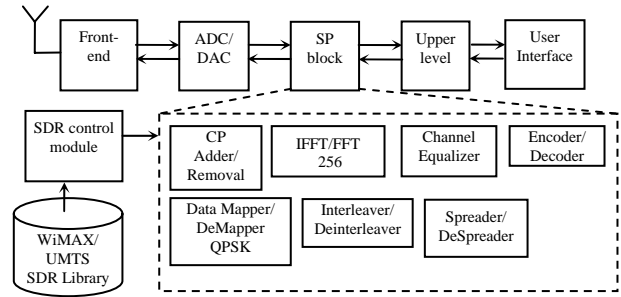 Front-
end
ADC/
DAC
SP
block
Upper
level
User
Interface
SDR control
module
CP
Adder/
Removal
IFFT/FFT
256
Channel
Equalizer
Encoder/
Decoder
Data Mapper/
DeMapper
QPSK
Interleaver/
Deinterleaver
Spreader/
DeSpreader
WiMAX/
UMTS
SDR Library